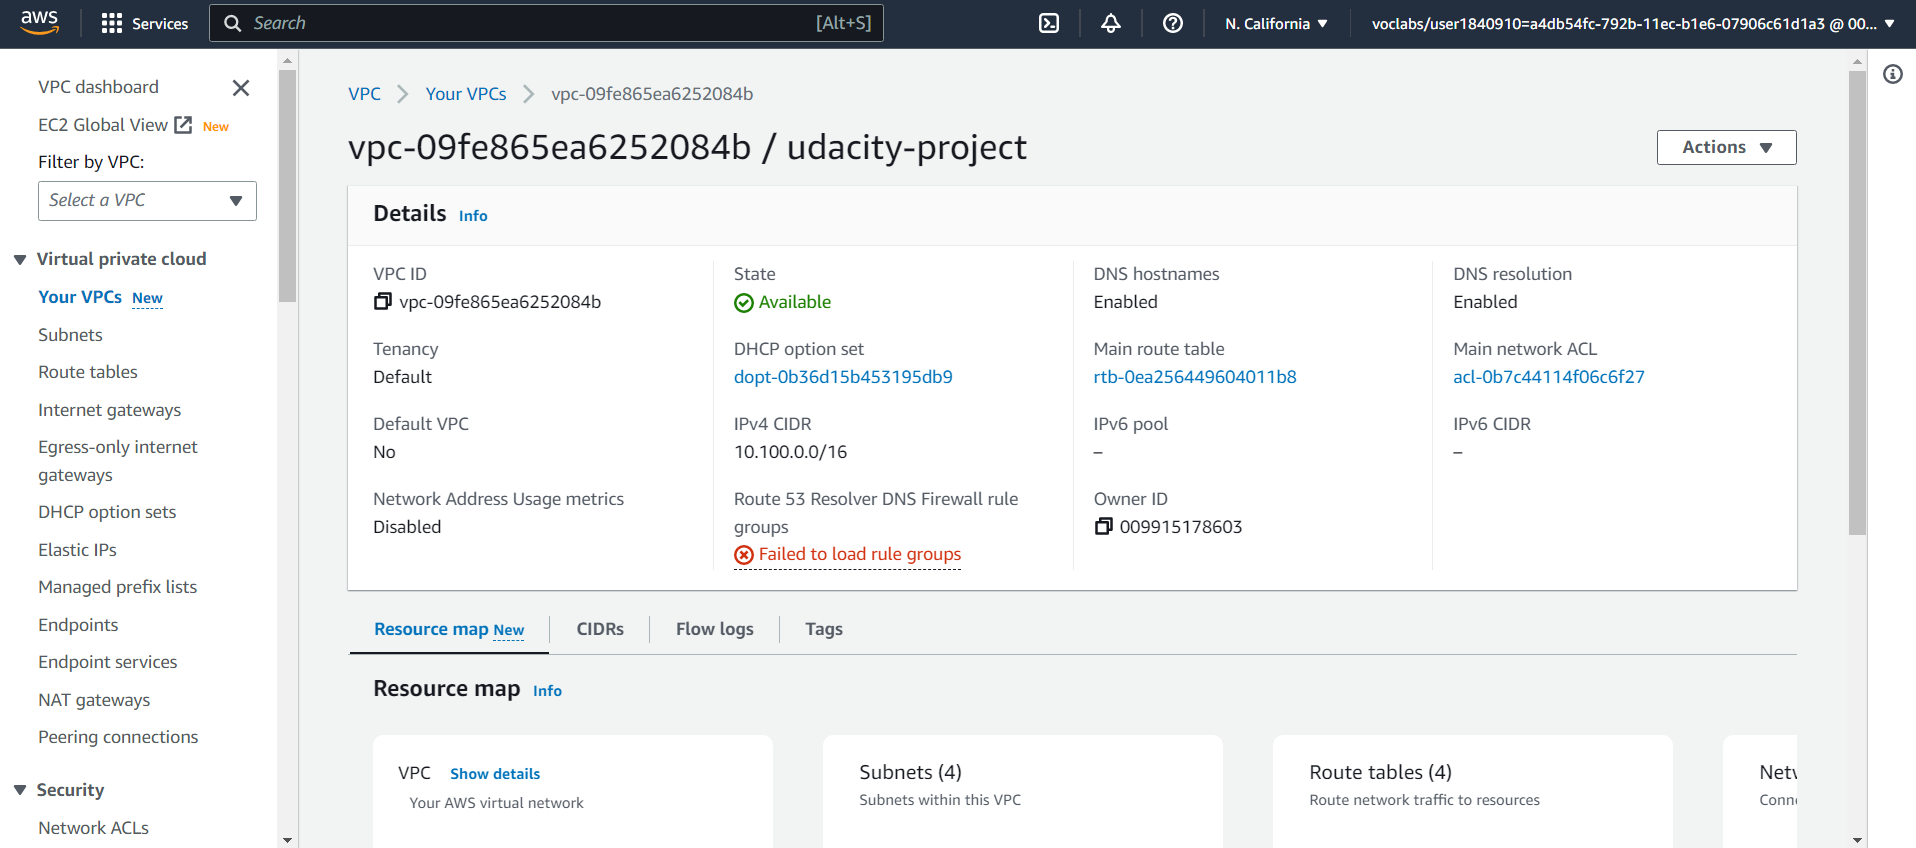 aws
Services
Search
[Alt+S]
N. California
voclabs/user1840910=a4db54fc-792b-11ec-b1e6-07906c61d1a3 @ 00...
VPC dashboard
EC2 Global View New
Filter by VPC:
Select a VPC
Virtual private cloud
Your VPCs New
Subnets
Route tables
Internet gateways
Egress-only internet
gateways
DHCP option sets
Elastic IPs
Managed prefix lists
Endpoints
Endpoint services
NAT gateways
Peering connections
Security
Network ACLs
VPC
Your VPCs
vpc-09fe865ea6252084b
vpc-09fe865ea6252084b / udacity-project
Actions
Details Info
VPC ID
vpc-09fe865ea6252084b
State
Available
DNS hostnames
Enabled
DNS resolution
Enabled
Tenancy
Default
DHCP option set
dopt-0b36d15b453195db9
Main route table
rtb-0ea256449604011b8
Main network ACL
acl-0b7c44114f06c6f27
Default VPC
No
IPv4 CIDR
10.100.0.0/16
IPv6 pool
–
IPv6 CIDR
–
Network Address Usage metrics
Disabled
Route 53 Resolver DNS Firewall rule
groups
Failed to load rule groups
Owner ID
009915178603
Resource map New
CIDRs
Flow logs
Tags
Resource map Info
VPC Show details
Your AWS virtual network
Subnets (4)
Subnets within this VPC
Route tables (4)
Route network traffic to resources